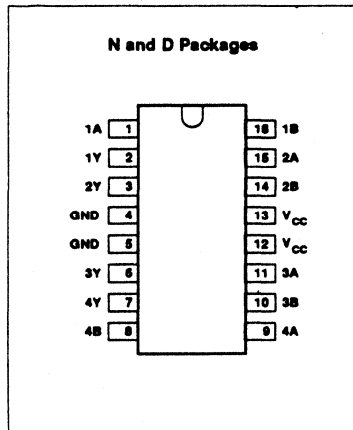 N and D Packages
1A 1 16 1B
1Y 2 15 2A
2Y 3 14 2B
GND 4 13 VCC
GND 5 12 VCC
3Y 6 11 3A
4Y 7 10 3B
4B 8 9 4A